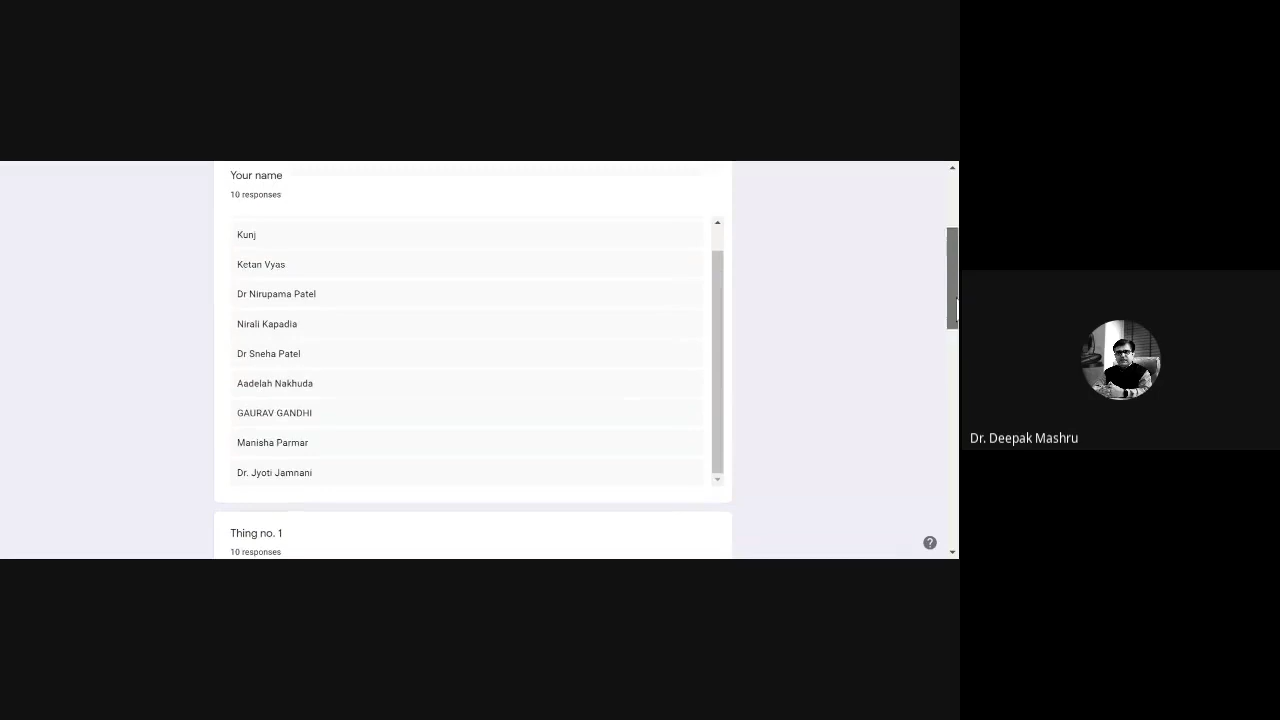 Your name
10 responses
Kunj
Ketan Vyas
Dr Nirupama Patel
Nirali Kapadia
Dr Sneha Patel
Aadelah Nakhuda
GAURAV GANDHI
Manisha Parmar
Dr. Jyoti Jamnani
Thing no. 1
10 responses
Dr. Deepak Mashru